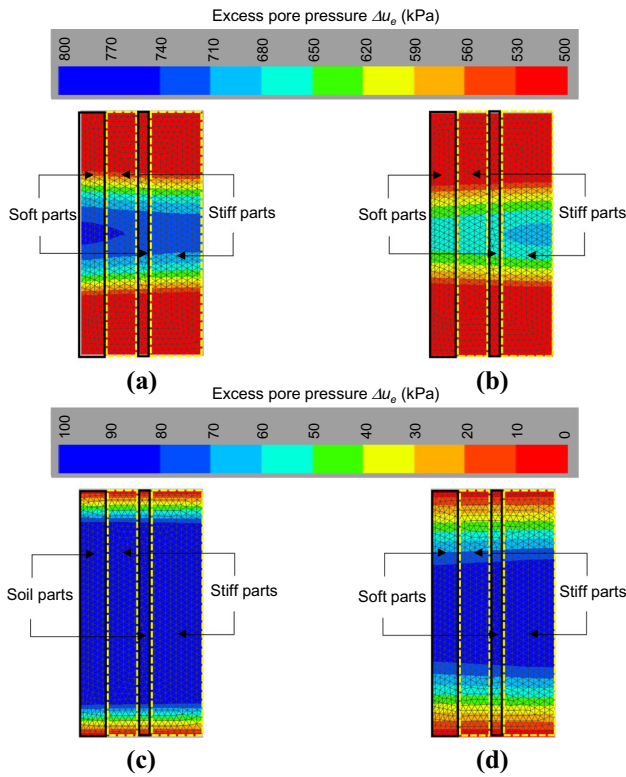 Excess pore pressure Δuₑ (kPa)
800 770 740 710 680 650 620 590 560 530 500
Soft parts Stiff parts Soft parts Stiff parts
(a) (b)
Excess pore pressure Δuₑ (kPa)
100 90 80 70 60 50 40 30 20 10 0
Soil parts Stiff parts Soft parts Stiff parts
(c) (d)